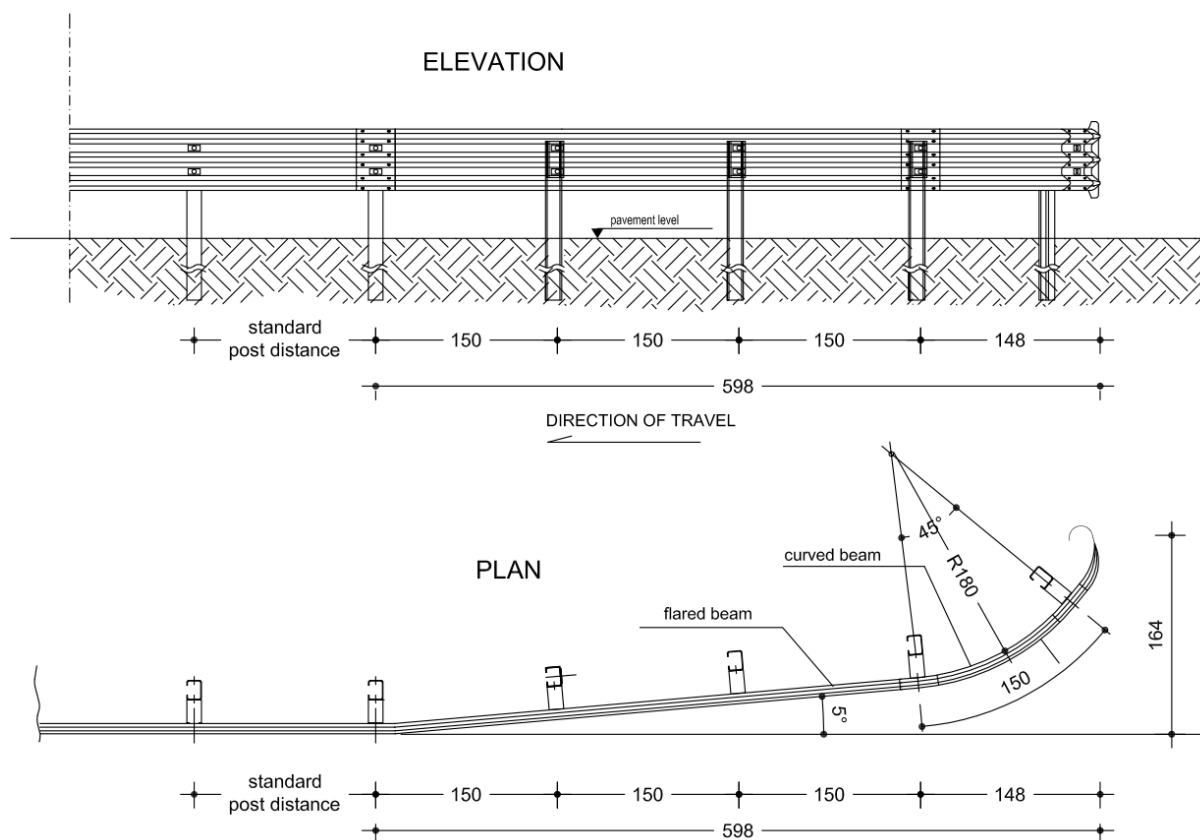 ELEVATION
pavement level
standard
post distance
150
150
150
148
598
DIRECTION OF TRAVEL
45°
R180
curved beam
PLAN
flared beam
164
150
5°
standard
post distance
150
150
150
148
598